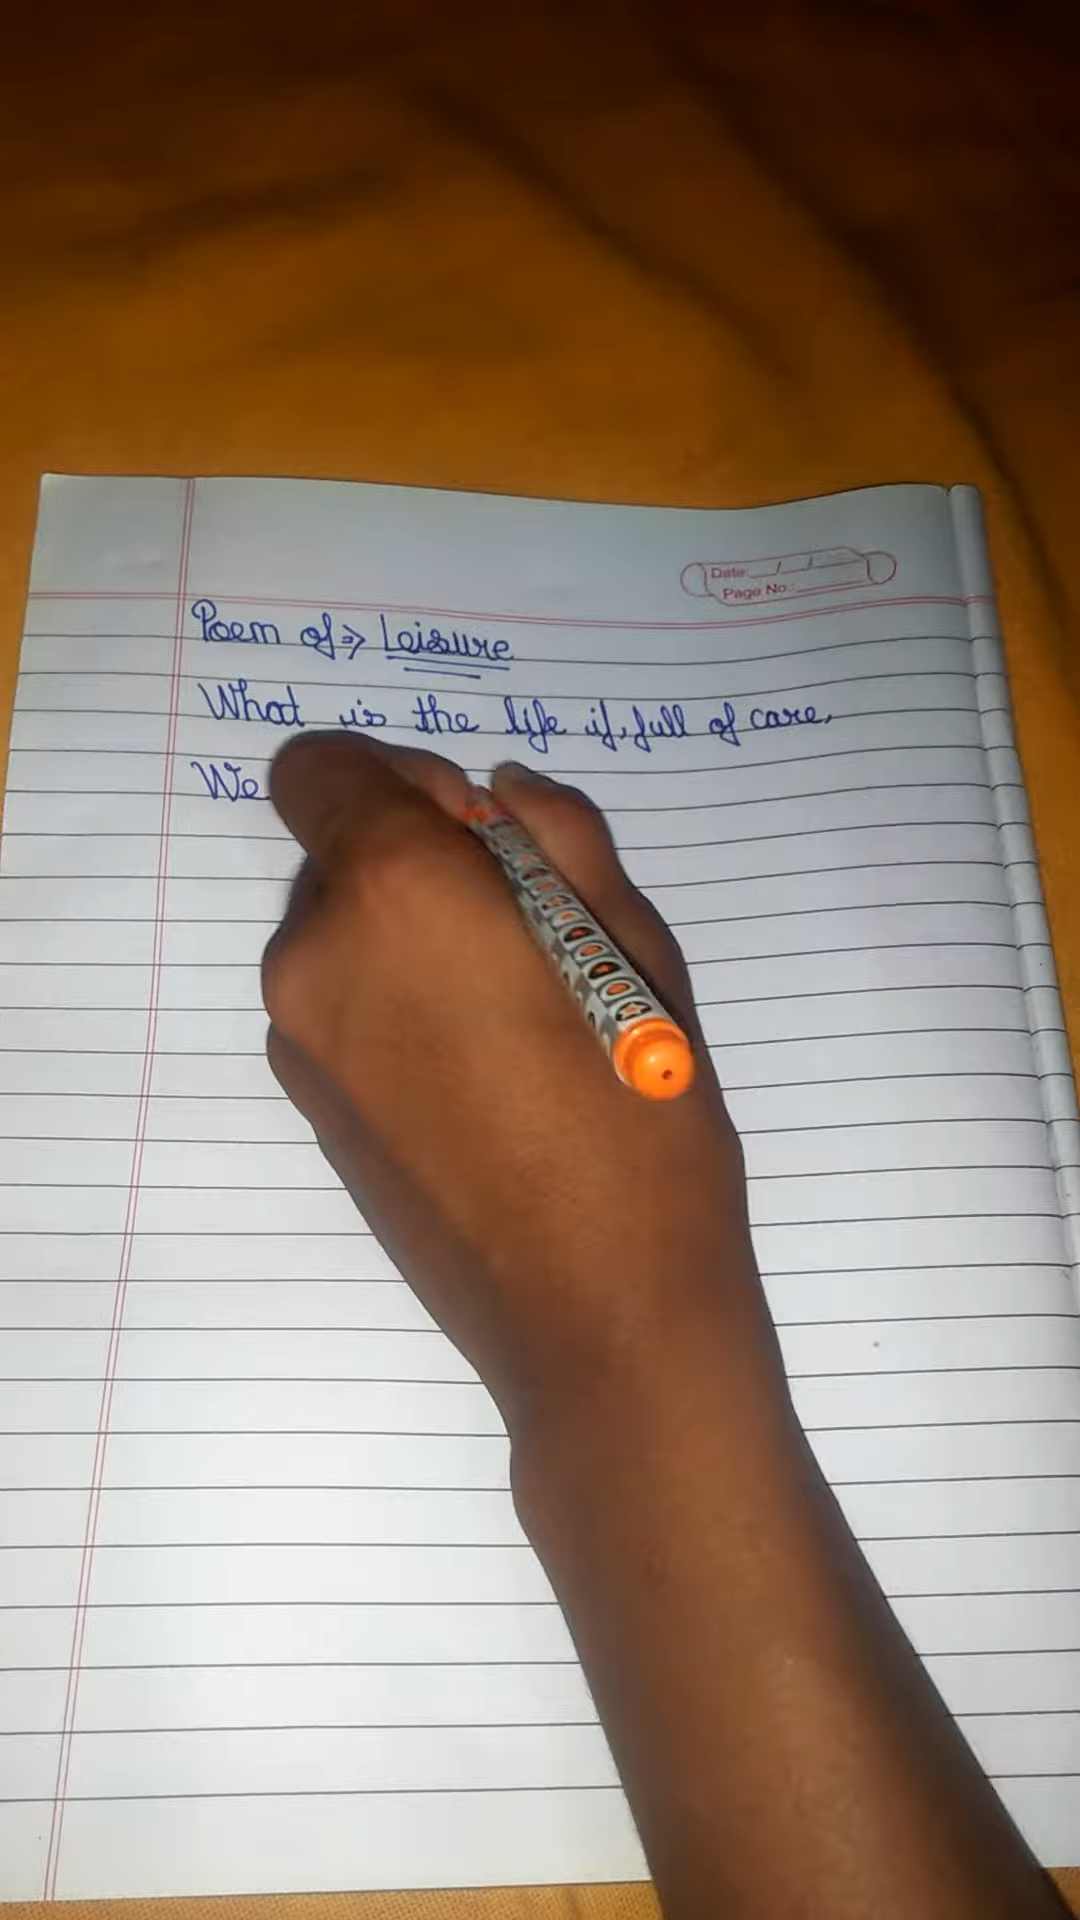 Date: / /
Page No.:
Poem of => Leisure
What is the life if, full of care,
We